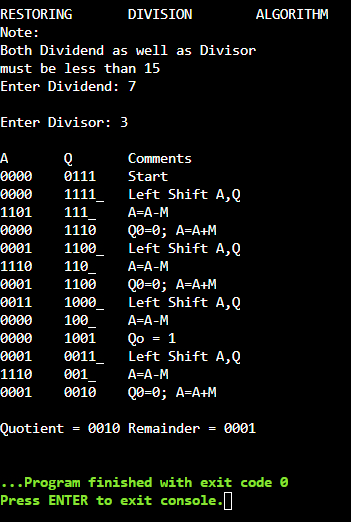 RESTORING DIVISION ALGORITHM
Note:
Both Dividend as well as Divisor
must be less than 15
Enter Dividend: 7
Enter Divisor: 3
A Q Comments
0000 0111 Start
0000 1111_ Left Shift A,Q
1101 111_ A=A-M
0000 1110 Q0=0; A=A+M
0001 1100_ Left Shift A,Q
1110 110_ A=A-M
0001 1100 Q0=0; A=A+M
0011 1000_ Left Shift A,Q
0000 100_ A=A-M
0000 1001 Qo = 1
0001 0011_ Left Shift A,Q
1110 001_ A=A-M
0001 0010 Q0=0; A=A+M
Quotient = 0010 Remainder = 0001
...Program finished with exit code 0
Press ENTER to exit console.